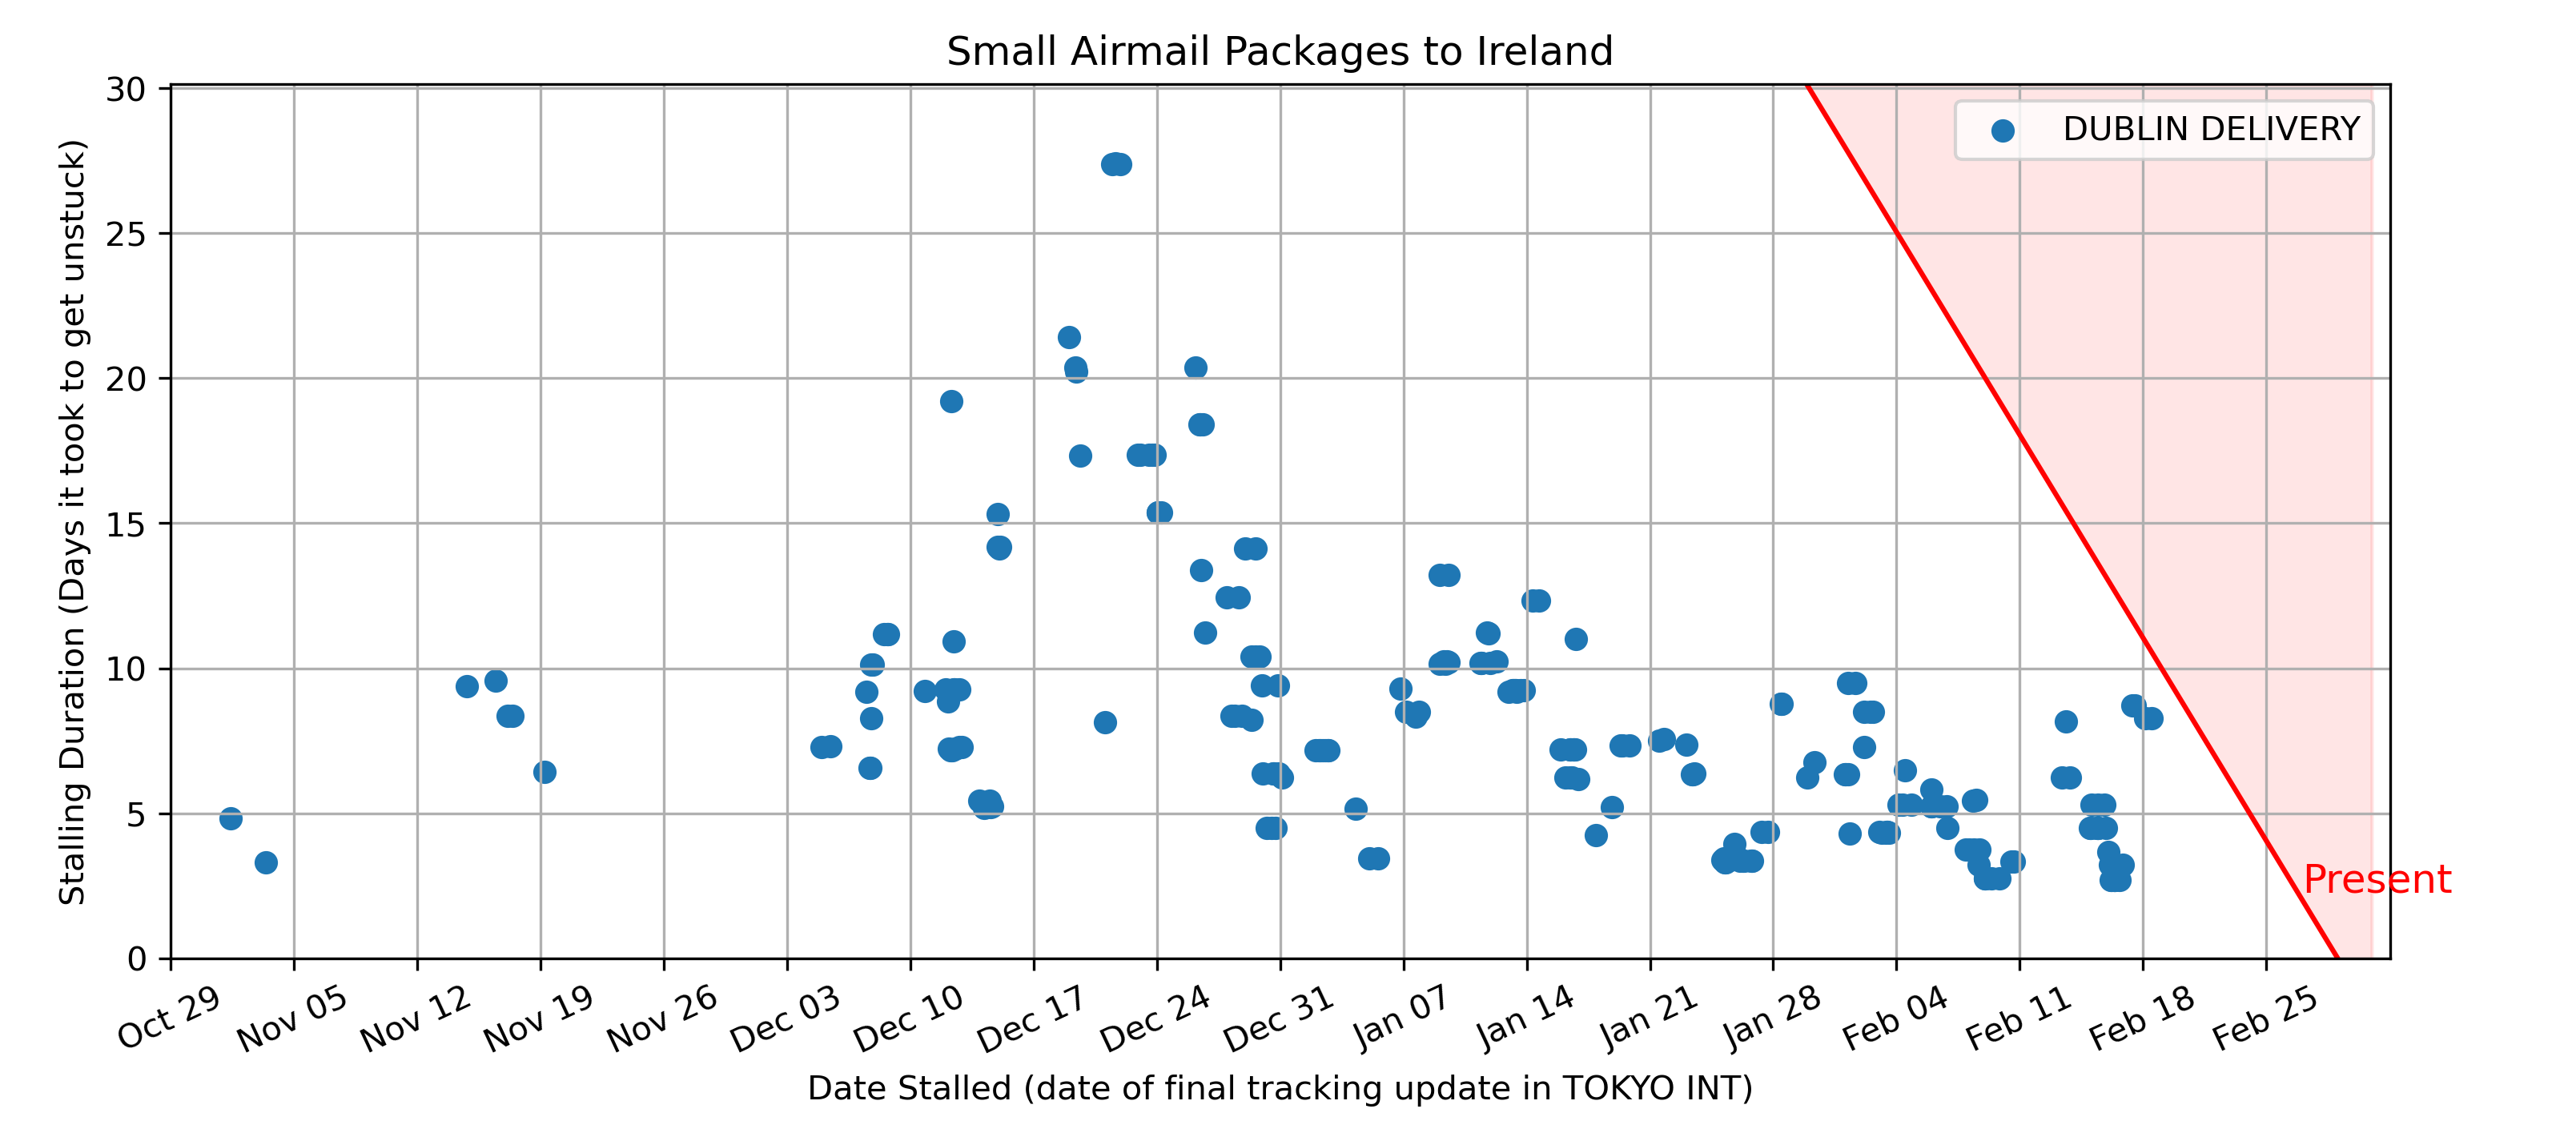 Small Airmail Packages to Ireland
DUBLIN DELIVERY
Stalling Duration (Days it took to get unstuck)
30
25
20
15
10
5
0
Present
Oct 29
Nov 05
Nov 12
Nov 19
Nov 26
Dec 03
Dec 10
Dec 17
Dec 24
Dec 31
Jan 07
Jan 14
Jan 21
Jan 28
Feb 04
Feb 11
Feb 18
Feb 25
Date Stalled (date of final tracking update in TOKYO INT)